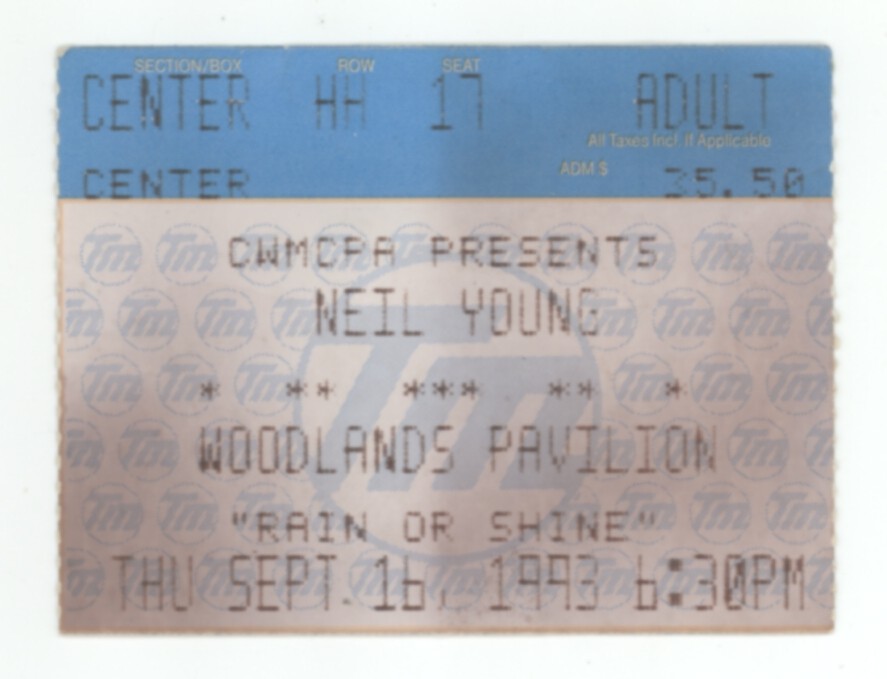 SECTION/BOX ROW SEAT
CENTER HH 17 ADULT
All Taxes Incl. if Applicable
CENTER ADM $ 35.50
CWMCPA PRESENTS
NEIL YOUNG
* ** *** ** *
WOODLANDS PAVILION
"RAIN OR SHINE"
THU SEPT 16, 1993 6:30PM